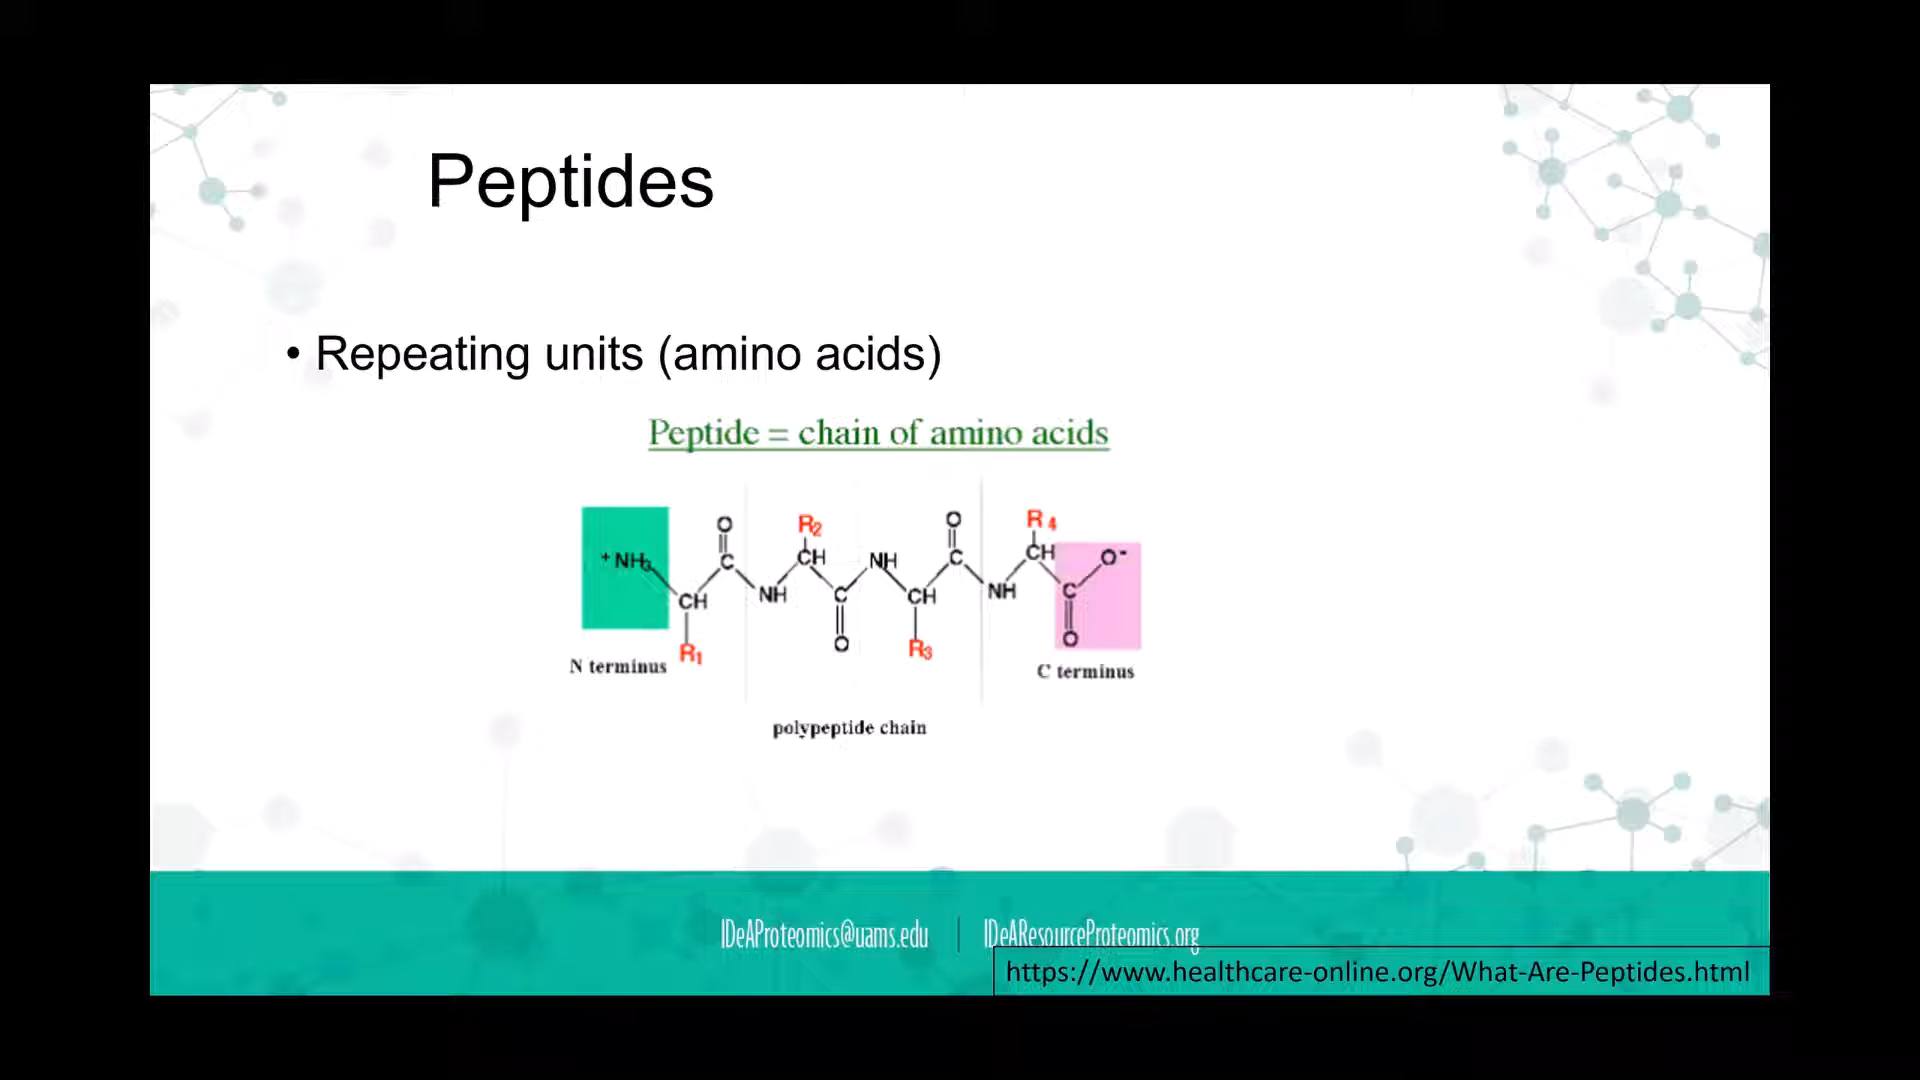 Peptides
• Repeating units (amino acids)
Peptide = chain of amino acids
O R2 O R4
+NH3 C CH NH C CH O-
CH NH C CH NH C
R1 O R3 O
N terminus C terminus
polypeptide chain
IDeAProteomics@uams.edu | IDeAResourceProteomics.org
https://www.healthcare-online.org/What-Are-Peptides.html